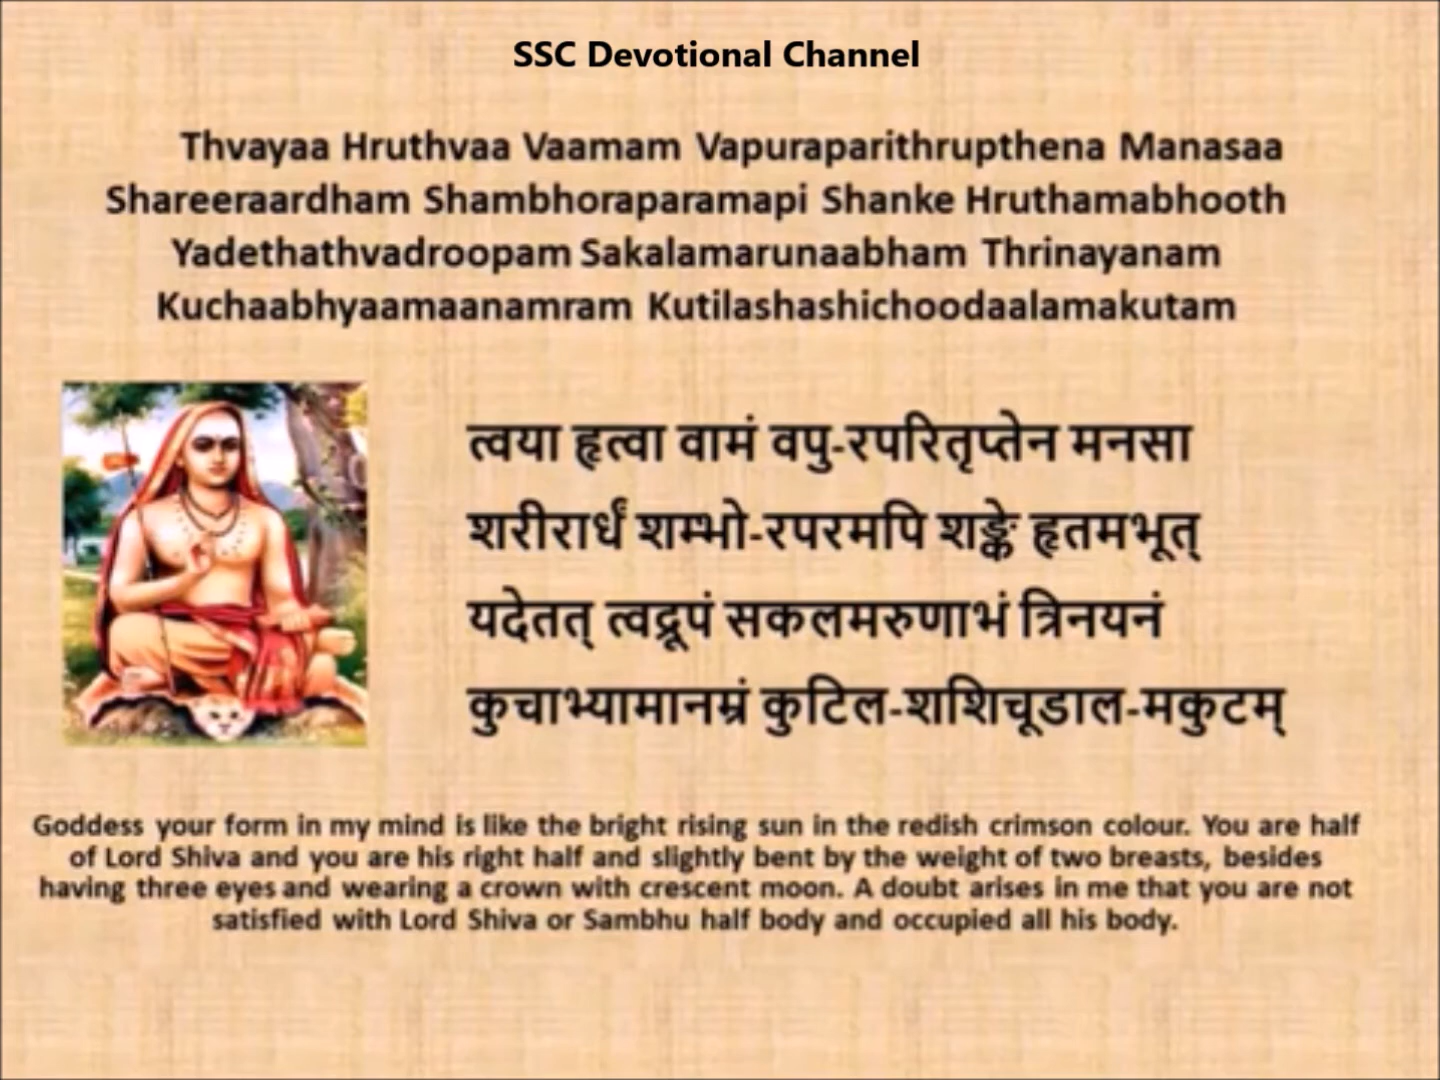 SSC Devotional Channel
Thvayaa Hruthvaa Vaamam Vapuraparithrupthena Manasaa
Shareeraardham Shambhoraparamapi Shanke Hruthamabhooth
Yadethathvadroopam Sakalamarunaabham Thrinayanam
Kuchaabhyaamaanamram Kutilashashichoodaalamakutam
त्वया हृत्वा वामं वपु-रपरितृप्तेन मनसा
शरीरार्धं शम्भो-रपरमपि शङ्के हृतमभूत्
यदेतत् त्वद्रूपं सकलमरुणाभं त्रिनयनं
कुचाभ्यामानम्रं कुटिल-शशिचूडाल-मकुटम्
Goddess your form in my mind is like the bright rising sun in the redish crimson colour. You are half
of Lord Shiva and you are his right half and slightly bent by the weight of two breasts, besides
having three eyes and wearing a crown with crescent moon. A doubt arises in me that you are not
satisfied with Lord Shiva or Sambhu half body and occupied all his body.